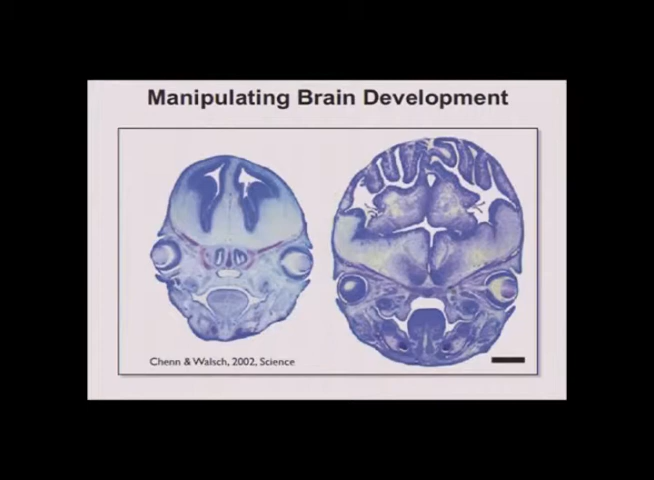 Manipulating Brain Development
Chenn & Walsch, 2002, Science